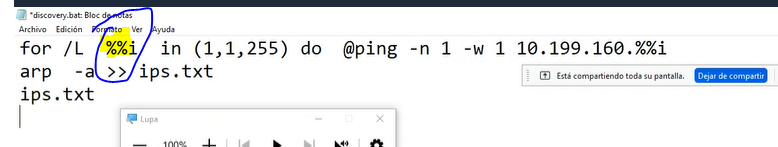 *discovery.bat: Bloc de notas
Archivo Edición Formato Ver Ayuda
for /L %%i in (1,1,255) do @ping -n 1 -w 1 10.199.160.%%i
arp -a >> ips.txt
ips.txt
Está compartiendo toda su pantalla. Dejar de compartir
Lupa
100%